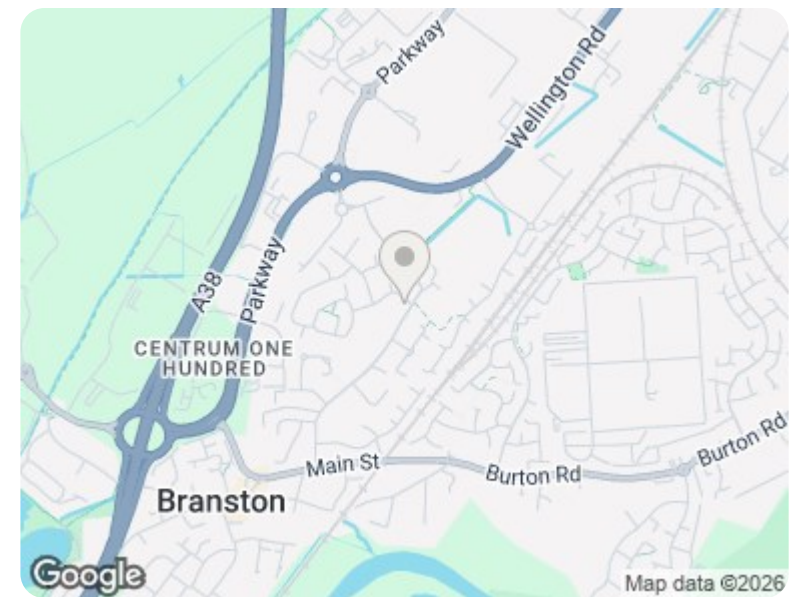 Parkway
Wellington Rd
A38
Parkway
CENTRUM ONE
HUNDRED
Main St
Burton Rd
Burton Rd
Branston
Google
Map data ©2026